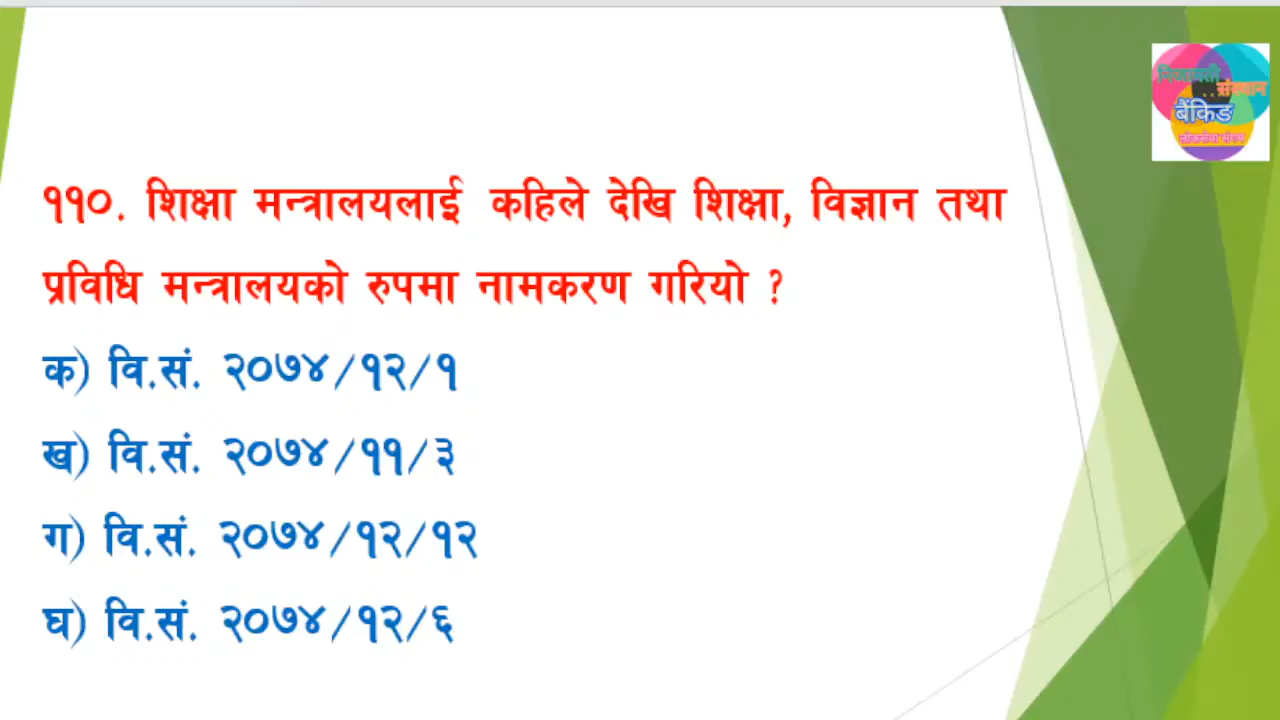 निजामती
संस्थान
बैंकिङ
११०. शिक्षा मन्त्रालयलाई कहिले देखि शिक्षा, विज्ञान तथा
प्रविधि मन्त्रालयको रुपमा नामकरण गरियो ?
क) वि.सं. २०७४/१२/१
ख) वि.सं. २०७४/११/३
ग) वि.सं. २०७४/१२/१२
घ) वि.सं. २०७४/१२/६